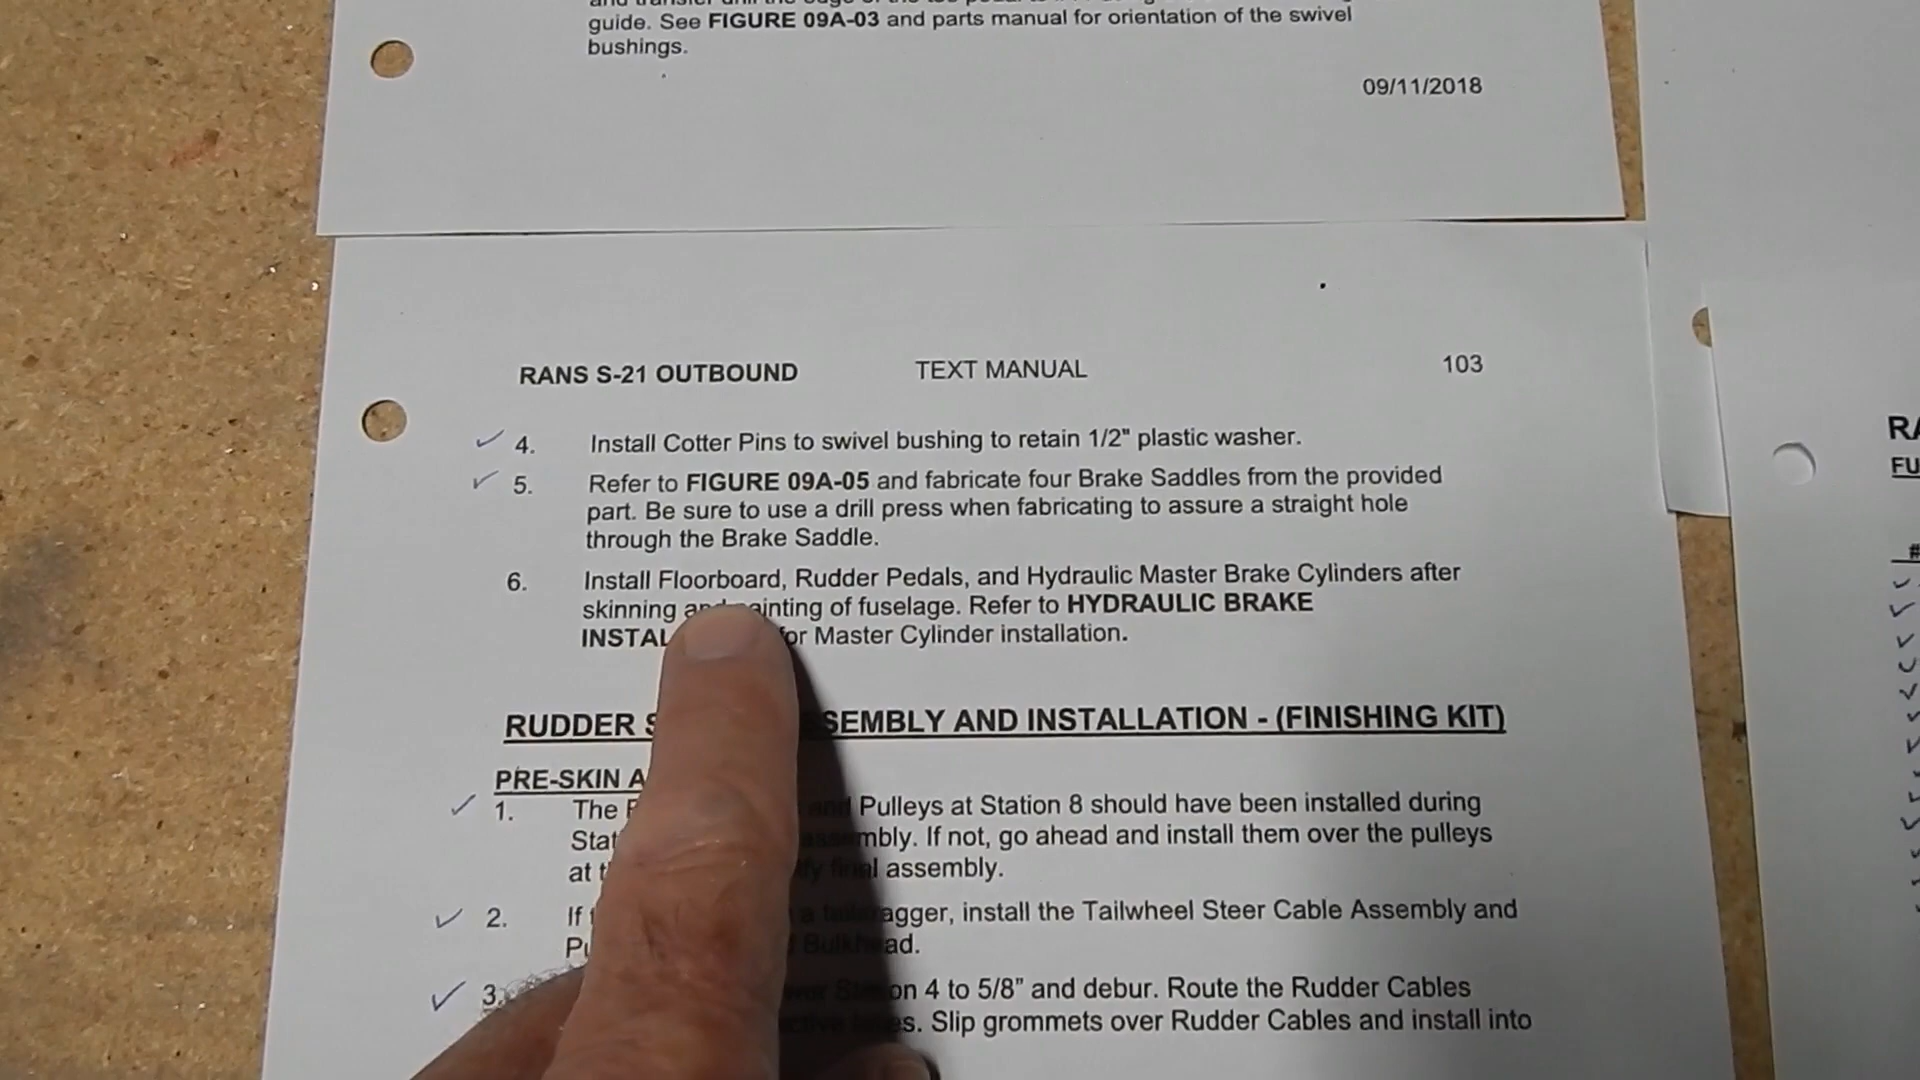 guide. See FIGURE 09A-03 and parts manual for orientation of the swivel
bushings.
09/11/2018
RANS S-21 OUTBOUND TEXT MANUAL 103
4. Install Cotter Pins to swivel bushing to retain 1/2" plastic washer.
5. Refer to FIGURE 09A-05 and fabricate four Brake Saddles from the provided
part. Be sure to use a drill press when fabricating to assure a straight hole
through the Brake Saddle.
6. Install Floorboard, Rudder Pedals, and Hydraulic Master Brake Cylinders after
skinning and painting of fuselage. Refer to HYDRAULIC BRAKE
INSTAL for Master Cylinder installation.
RUDDER S SEMBLY AND INSTALLATION - (FINISHING KIT)
PRE-SKIN A
1. The and Pulleys at Station 8 should have been installed during
Stat assembly. If not, go ahead and install them over the pulleys
at final assembly.
2. If a agger, install the Tailwheel Steer Cable Assembly and
Pu Bulkhead.
3. Station 4 to 5/8" and debur. Route the Rudder Cables
ctive s. Slip grommets over Rudder Cables and install into
RA
FU
#